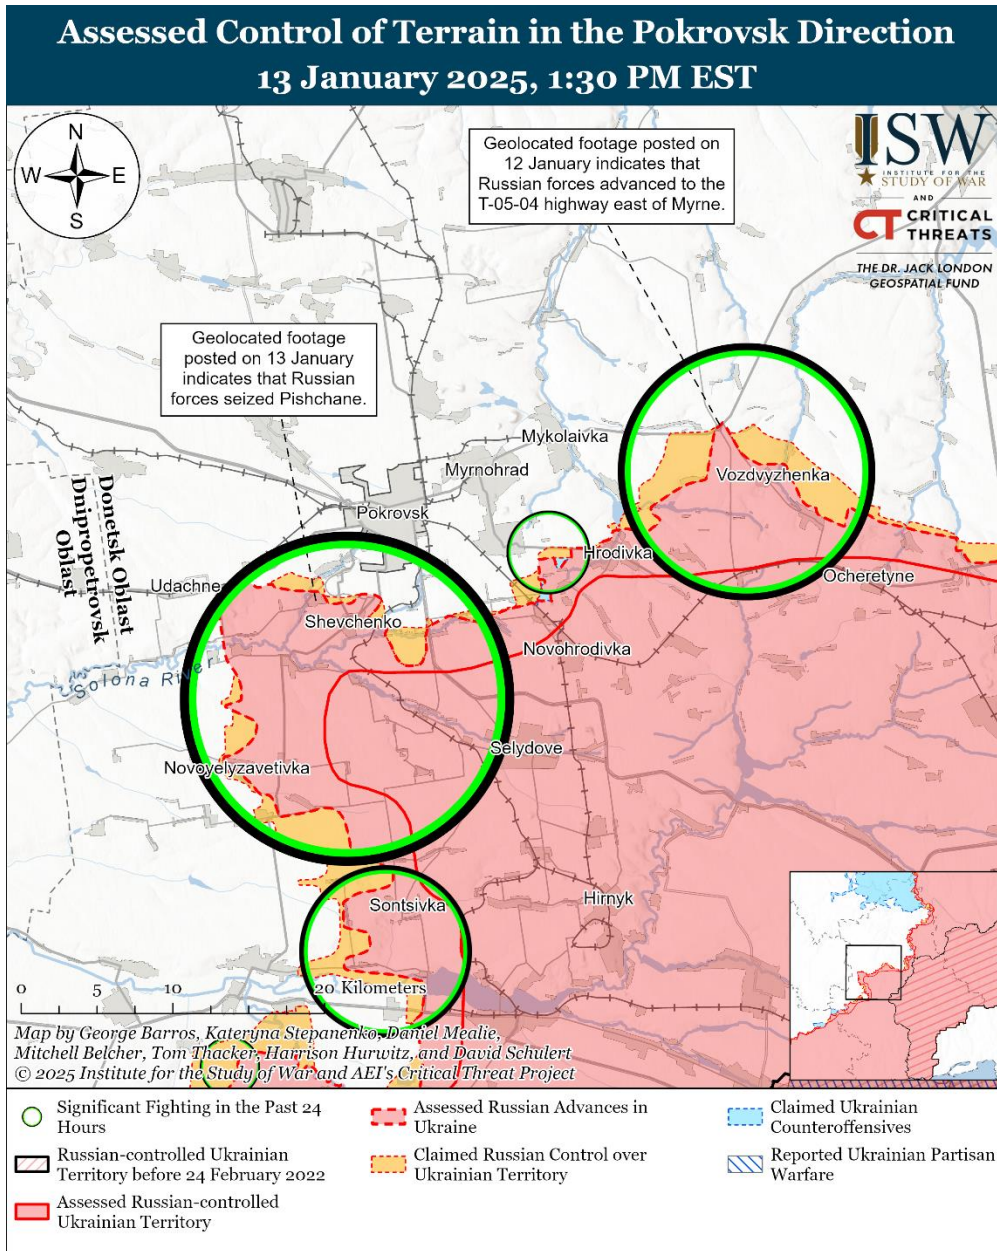 Assessed Control of Terrain in the Pokrovsk Direction
13 January 2025, 1:30 PM EST
N
W
E
S
Geolocated footage posted on
12 January indicates that
Russian forces advanced to the
T-05-04 highway east of Myrne.
ISW
INSTITUTE FOR THE
STUDY OF WAR
AND
CT CRITICAL
THREATS
THE DR. JACK LONDON
GEOSPATIAL FUND
Geolocated footage
posted on 13 January
indicates that Russian
forces seized Pishchane.
Mykolaivka
Myrnohrad
Vozdvyzhenka
Pokrovsk
Donetsk Oblast
Dnipropetrovsk
Oblast
Hrodivka
Udachne
Ocheretyne
Shevchenko
Novohrodivka
Solona River
Selydove
Novoyelyzavetivka
Sontsivka
Hirnyk
0 5 10 20 Kilometers
Map by George Barros, Kateryna Stepanenko, Daniel Mealie,
Mitchell Belcher, Tom Thacker, Harrison Hurwitz, and David Schulert
© 2025 Institute for the Study of War and AEI's Critical Threat Project
Significant Fighting in the Past 24
Hours
Russian-controlled Ukrainian
Territory before 24 February 2022
Assessed Russian-controlled
Ukrainian Territory
Assessed Russian Advances in
Ukraine
Claimed Russian Control over
Ukrainian Territory
Claimed Ukrainian
Counteroffensives
Reported Ukrainian Partisan
Warfare